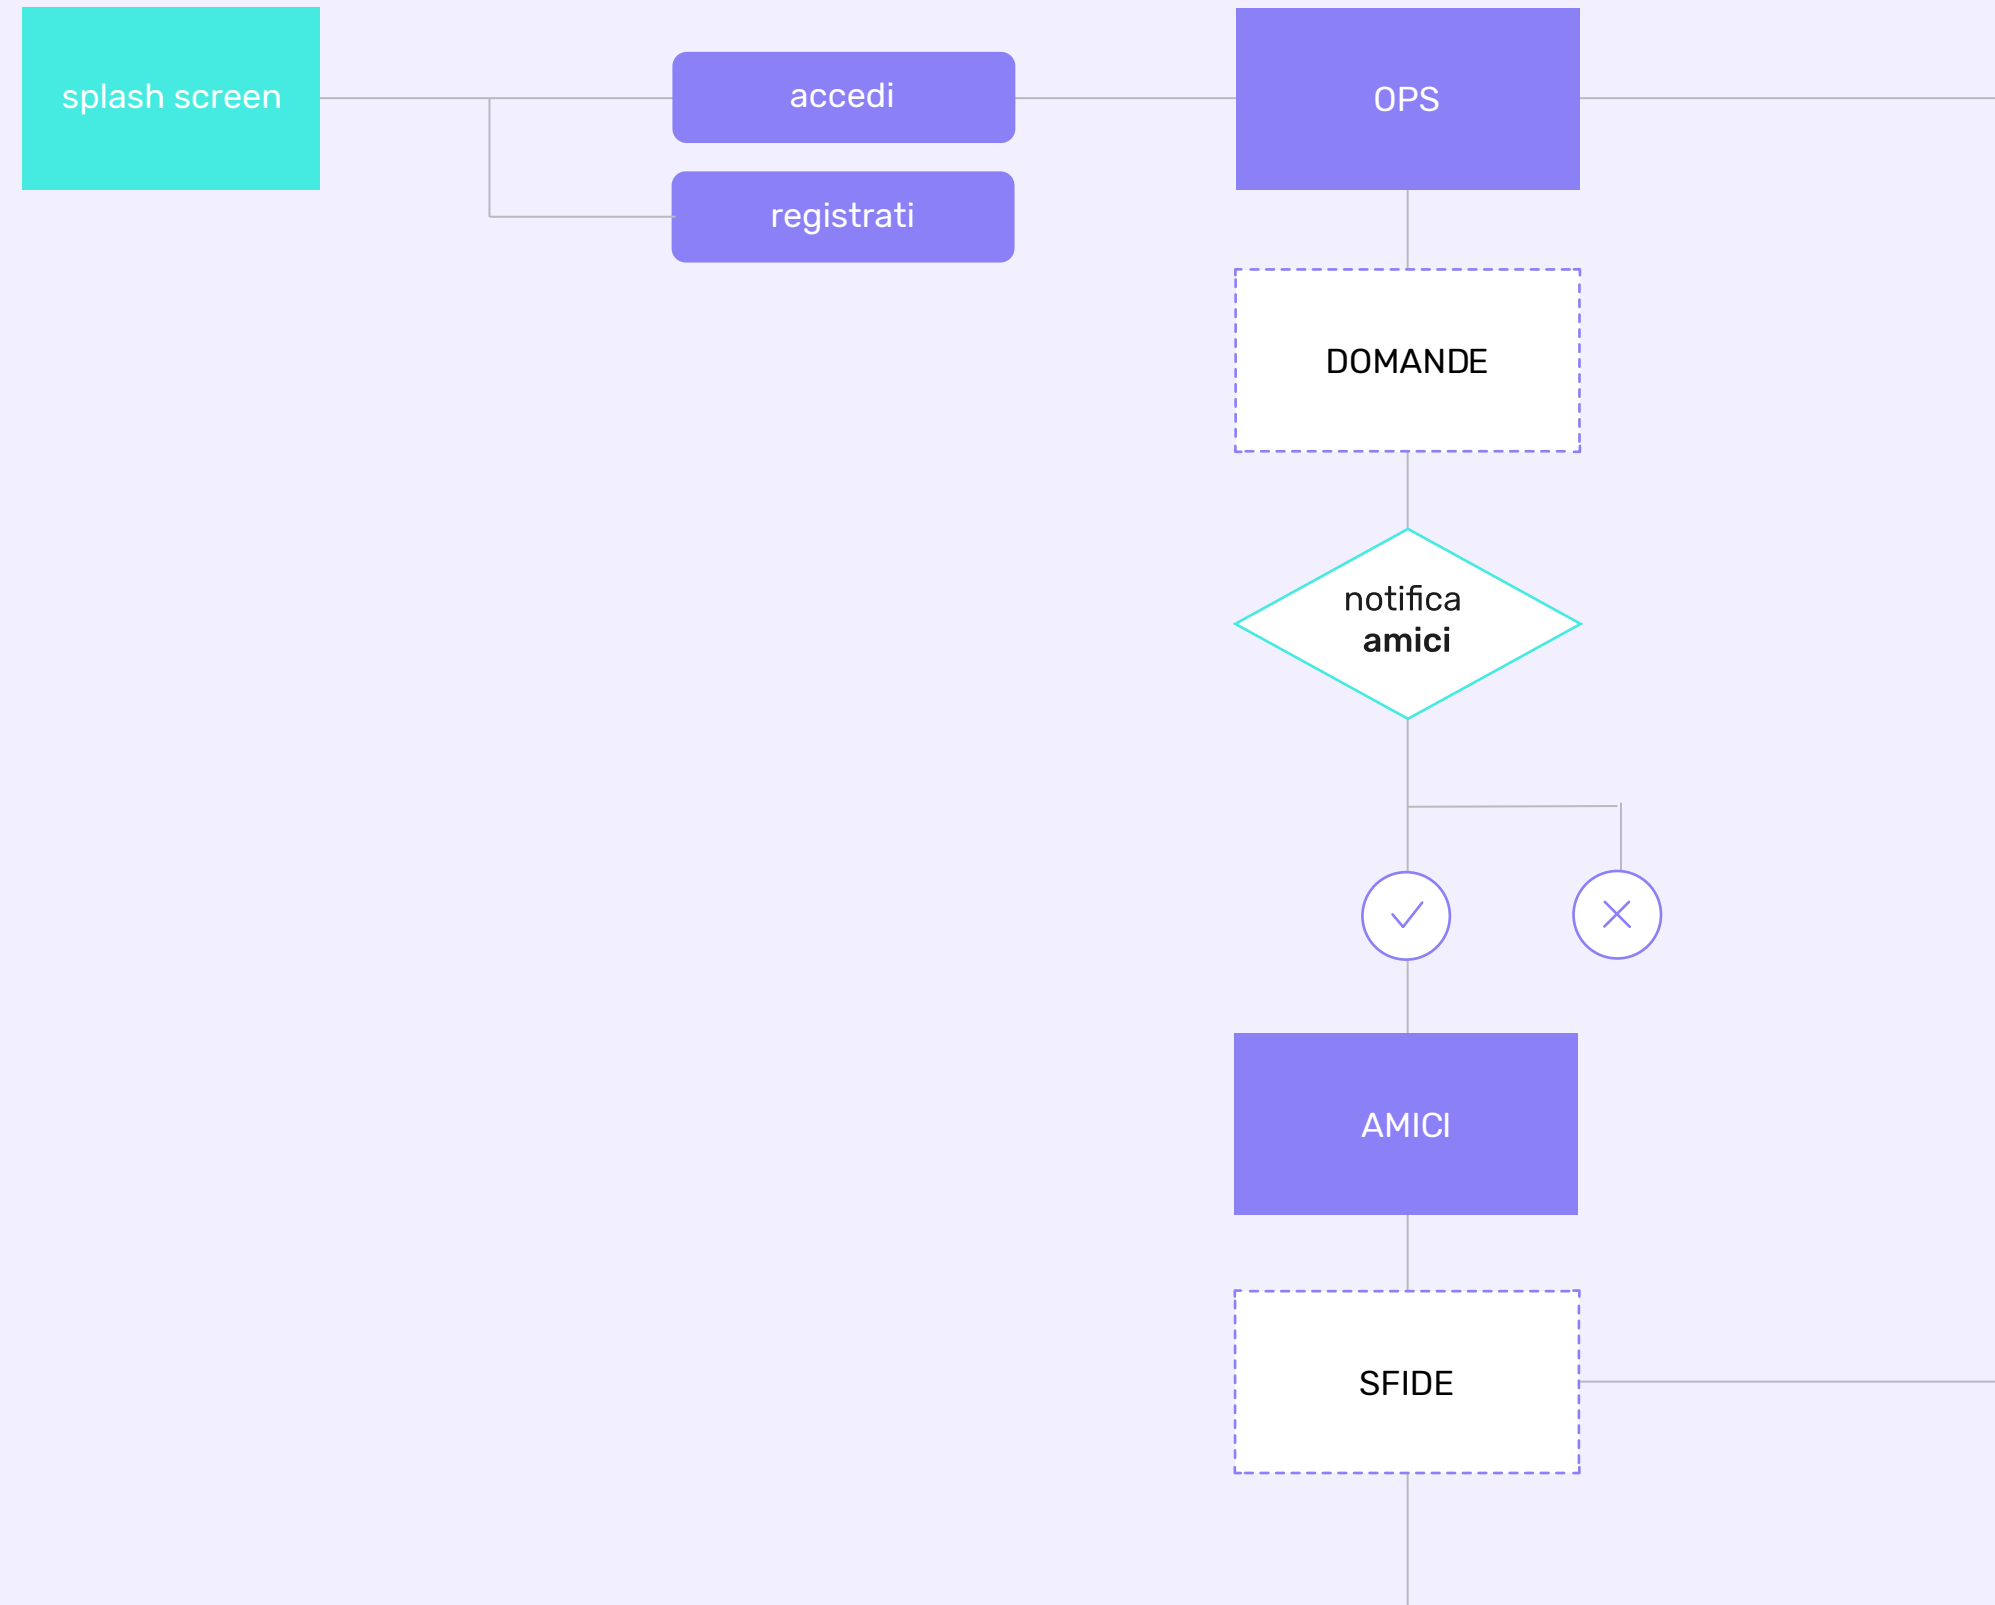 splash screen
accedi
OPS
registrati
DOMANDE
notifica
amici
AMICI
SFIDE